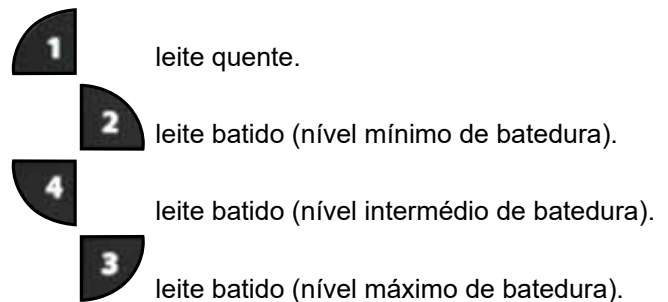 1 leite quente.
2 leite batido (nível mínimo de batedura).
4 leite batido (nível intermédio de batedura).
3 leite batido (nível máximo de batedura).